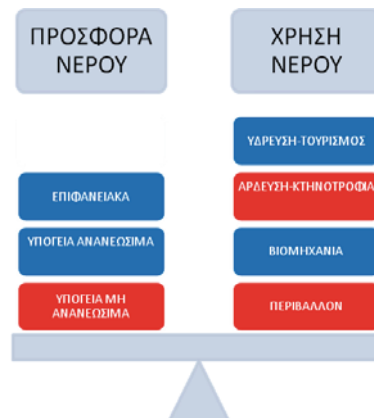 ΠΡΟΣΦΟΡΑ
ΝΕΡΟΥ
ΕΠΙΦΑΝΕΙΑΚΑ
ΥΠΟΓΕΙΑ ΑΝΑΝΕΩΣΙΜΑ
ΥΠΟΓΕΙΑ ΜΗ
ΑΝΑΝΕΩΣΙΜΑ
ΧΡΗΣΗ
ΝΕΡΟΥ
ΥΔΡΕΥΣΗ-ΤΟΥΡΙΣΜΟΣ
ΑΡΔΕΥΣΗ-ΚΤΗΝΟΤΡΟΦΙΑ
ΒΙΟΜΗΧΑΝΙΑ
ΠΕΡΙΒΑΛΛΟΝ